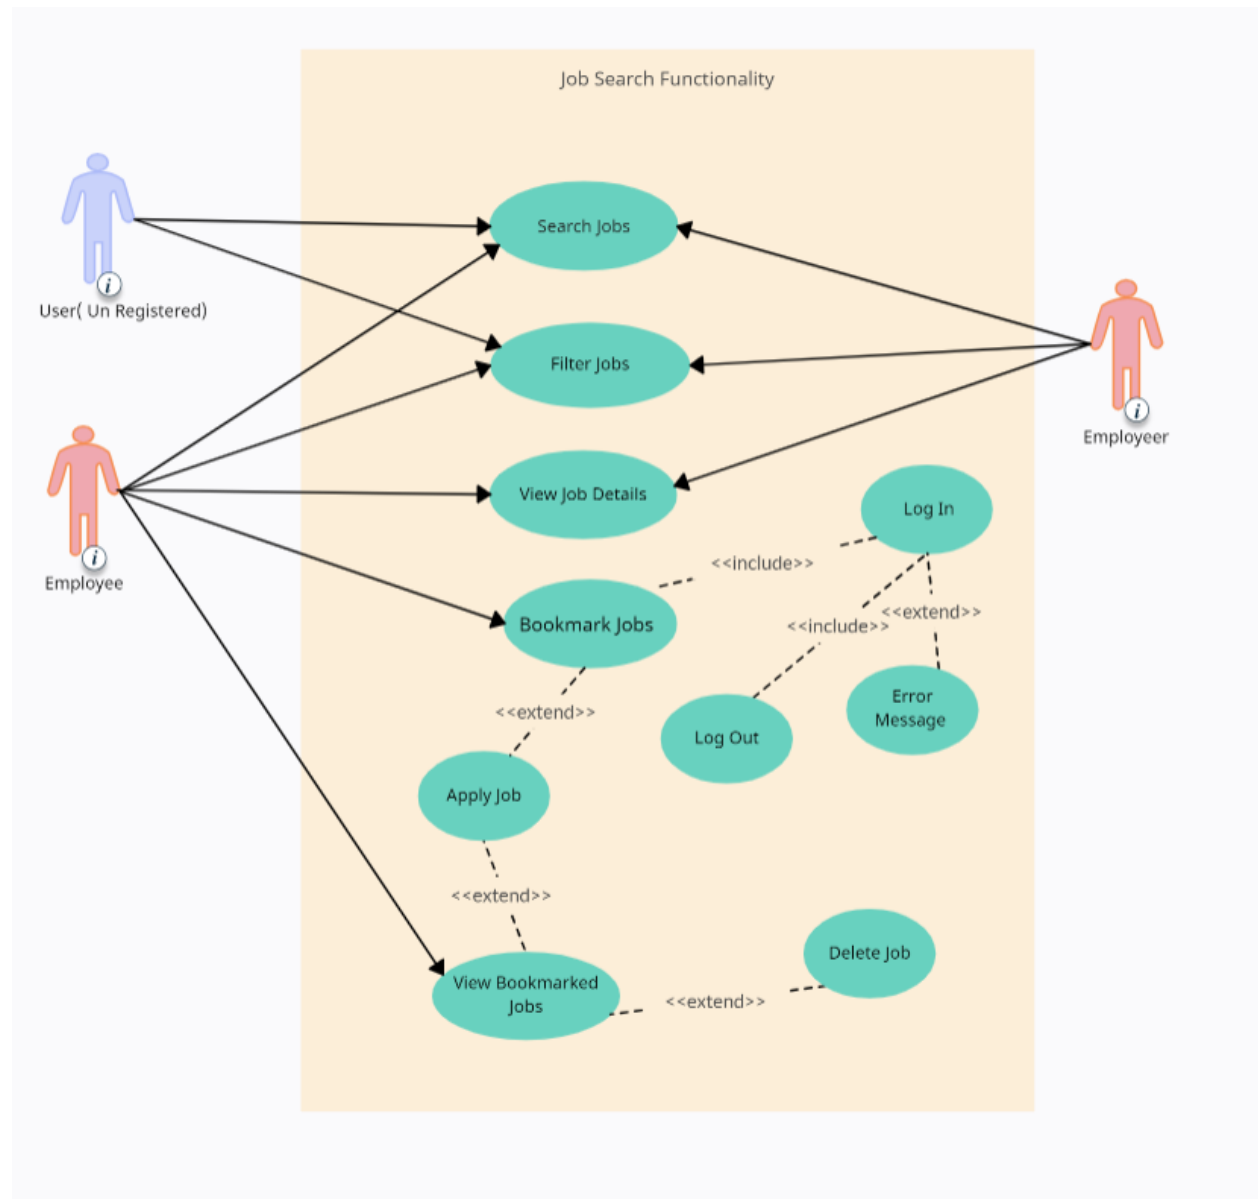 Job Search Functionality
Search Jobs
i
User( Un Registered)
Filter Jobs
i
Employeer
View Job Details
Log In
i
Employee
<<include>>
<<extend>>
Bookmark Jobs
<<include>>
Error
Message
<<extend>>
Log Out
Apply Job
<<extend>>
Delete Job
View Bookmarked
Jobs
<<extend>>